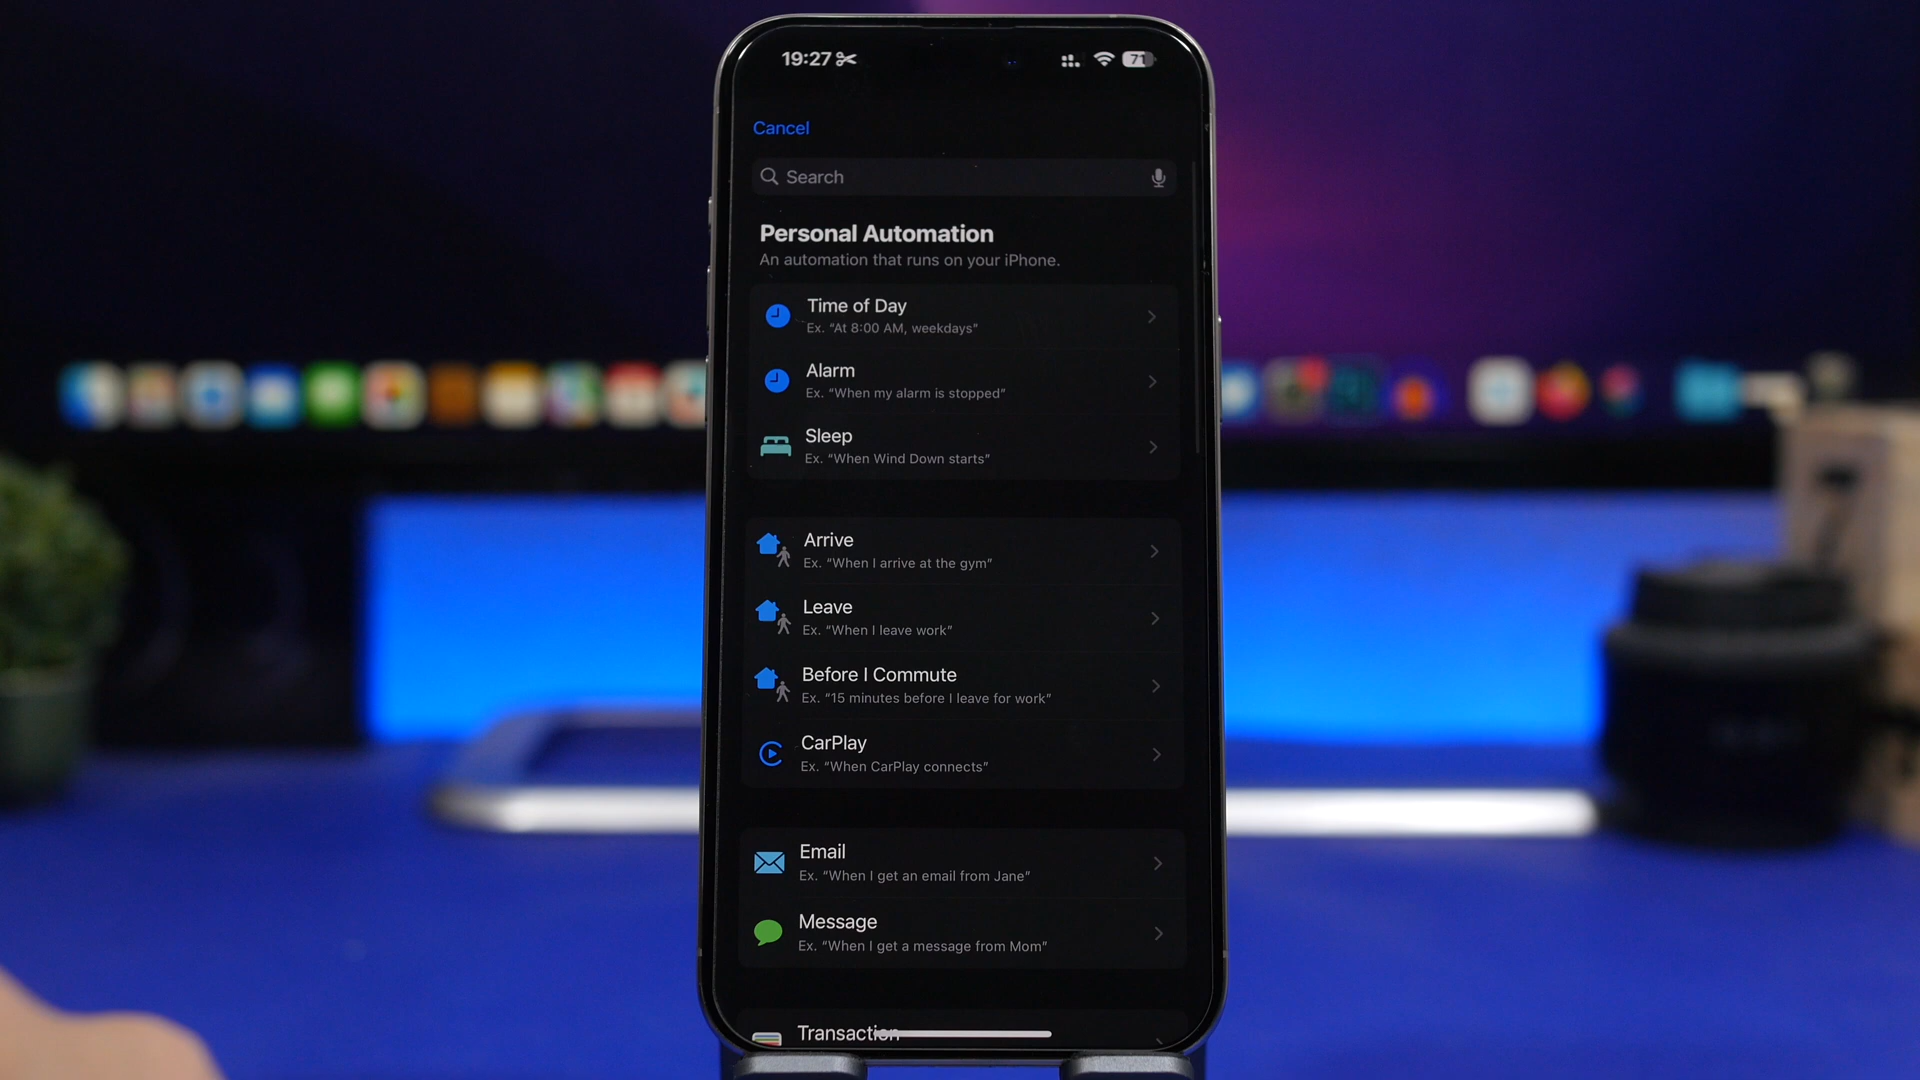 19:27
71
Cancel
Search
Personal Automation
An automation that runs on your iPhone.
Time of Day
Ex. “At 8:00 AM, weekdays”
Alarm
Ex. “When my alarm is stopped”
Sleep
Ex. “When Wind Down starts”
Arrive
Ex. “When I arrive at the gym”
Leave
Ex. “When I leave work”
Before I Commute
Ex. “15 minutes before I leave for work”
CarPlay
Ex. “When CarPlay connects”
Email
Ex. “When I get an email from Jane”
Message
Ex. “When I get a message from Mom”
Transaction